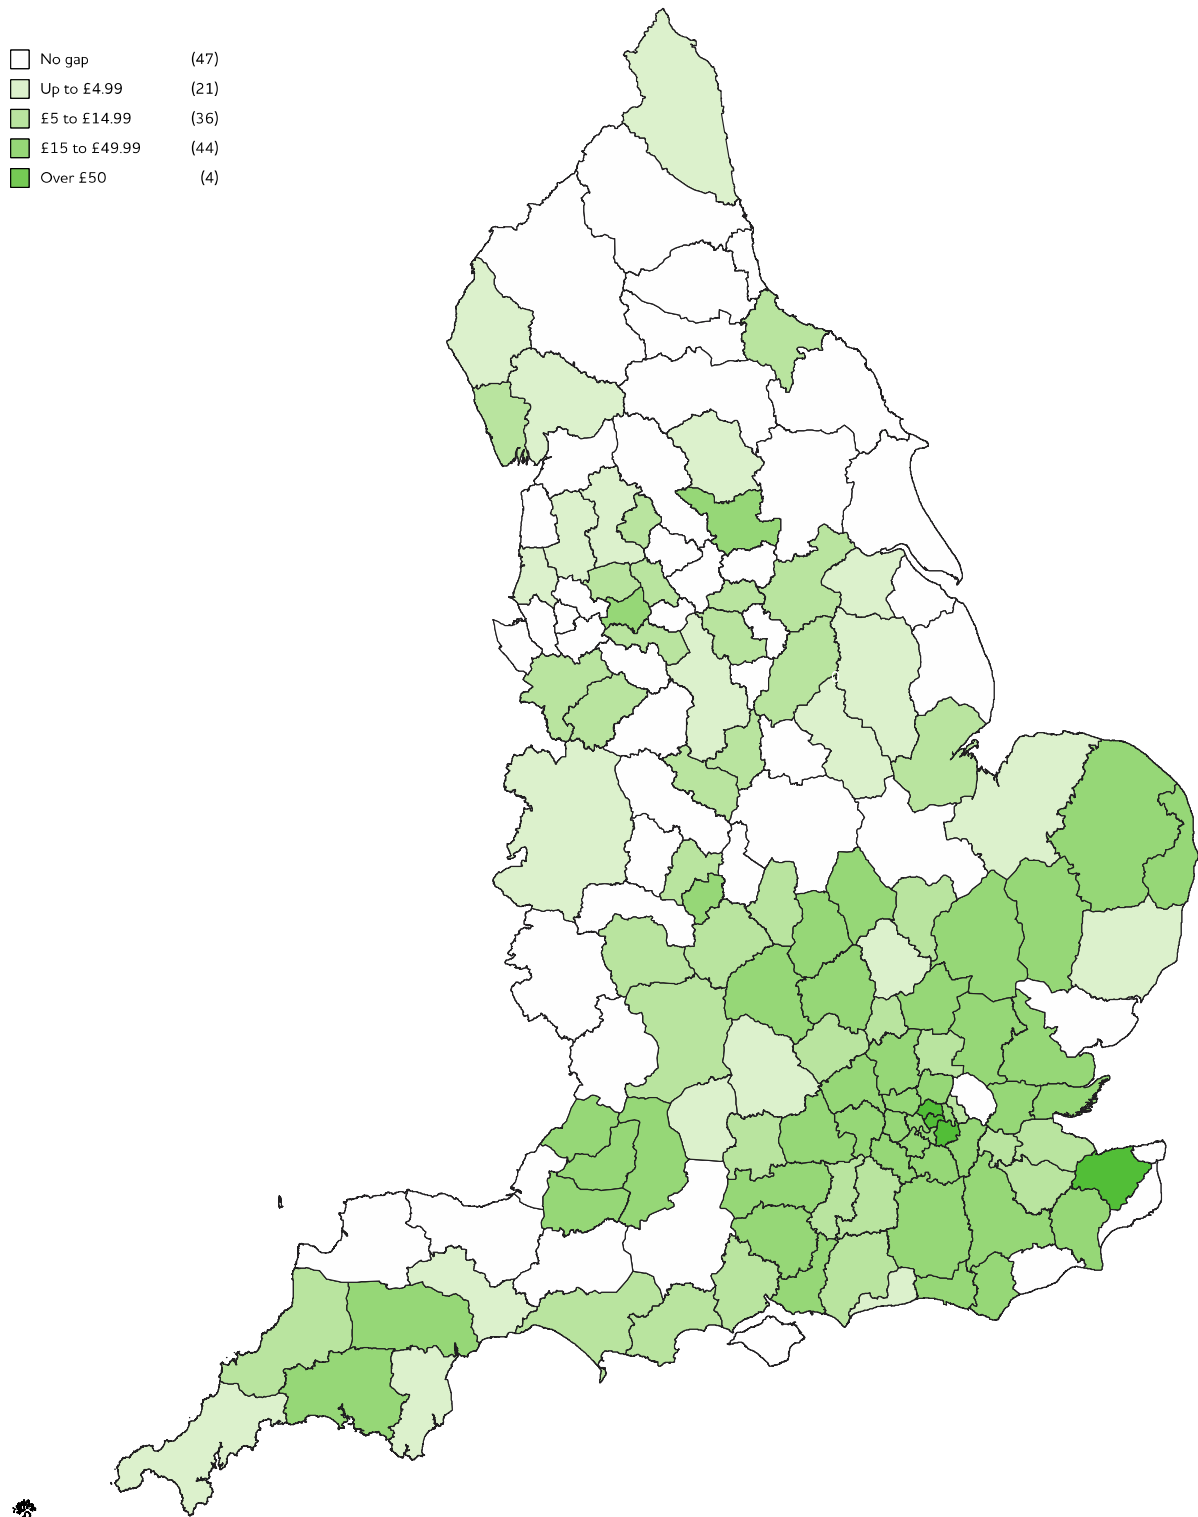 No gap (47)
Up to £4.99 (21)
£5 to £14.99 (36)
£15 to £49.99 (44)
Over £50 (4)